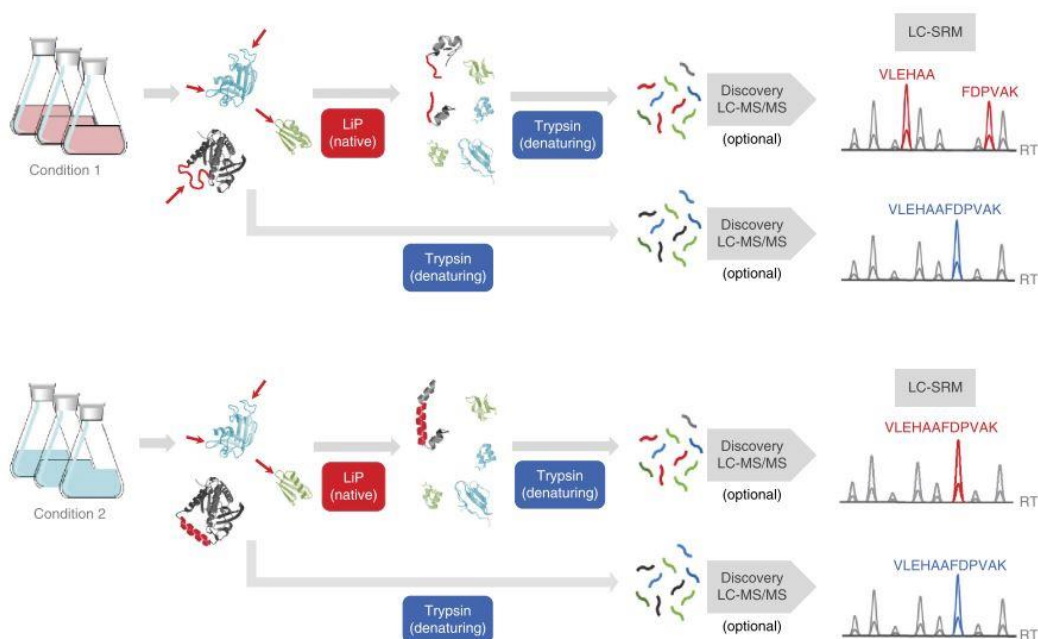 LC-SRM
VLEHAA
FDPVAK
LiP
(native)
Trypsin
(denaturing)
Discovery
LC-MS/MS
(optional)
RT
Condition 1
VLEHAAFDPVAK
Trypsin
(denaturing)
Discovery
LC-MS/MS
(optional)
RT
LC-SRM
VLEHAAFDPVAK
LiP
(native)
Trypsin
(denaturing)
Discovery
LC-MS/MS
(optional)
RT
Condition 2
VLEHAAFDPVAK
Trypsin
(denaturing)
Discovery
LC-MS/MS
(optional)
RT